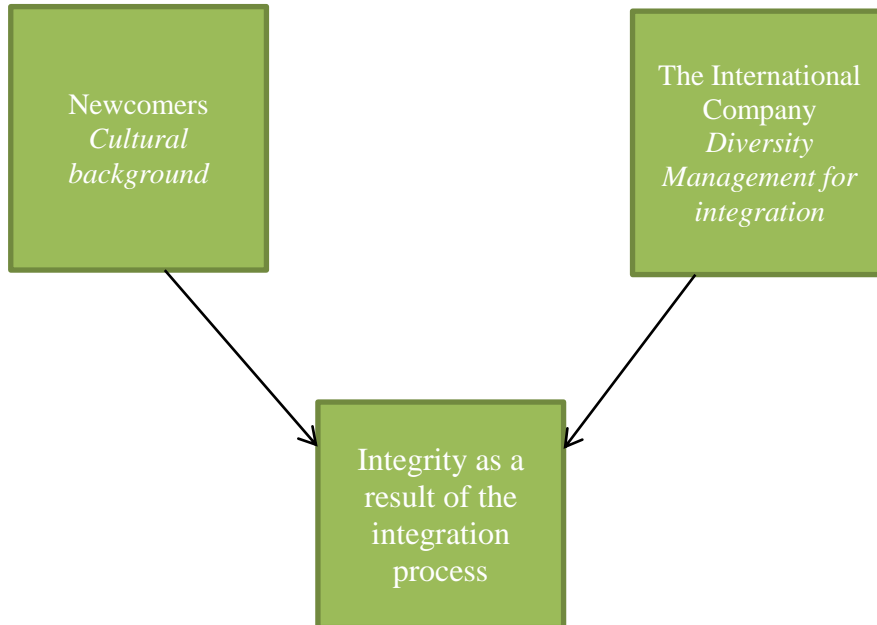 Newcomers
Cultural
background
The International
Company
Diversity
Management for
integration
Integrity as a
result of the
integration
process